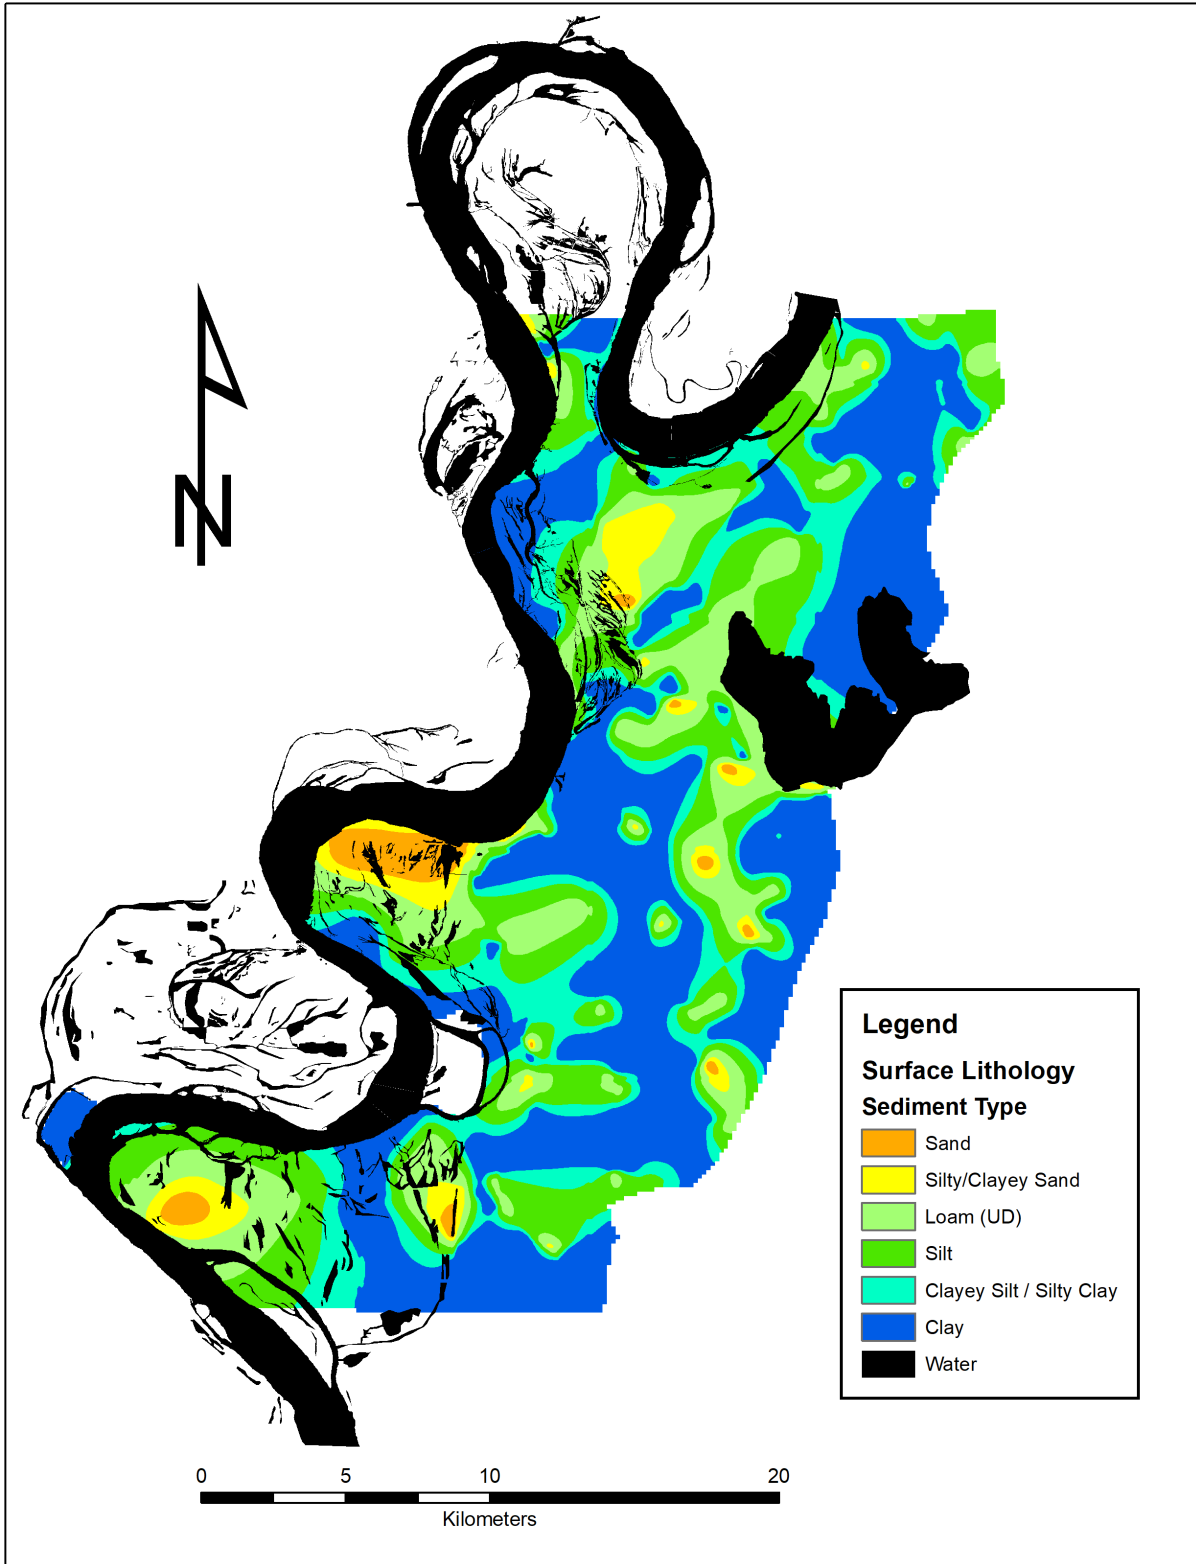 N
Legend
Surface Lithology
Sediment Type
Sand
Silty/Clayey Sand
Loam (UD)
Silt
Clayey Silt / Silty Clay
Clay
Water
0 5 10 20
Kilometers